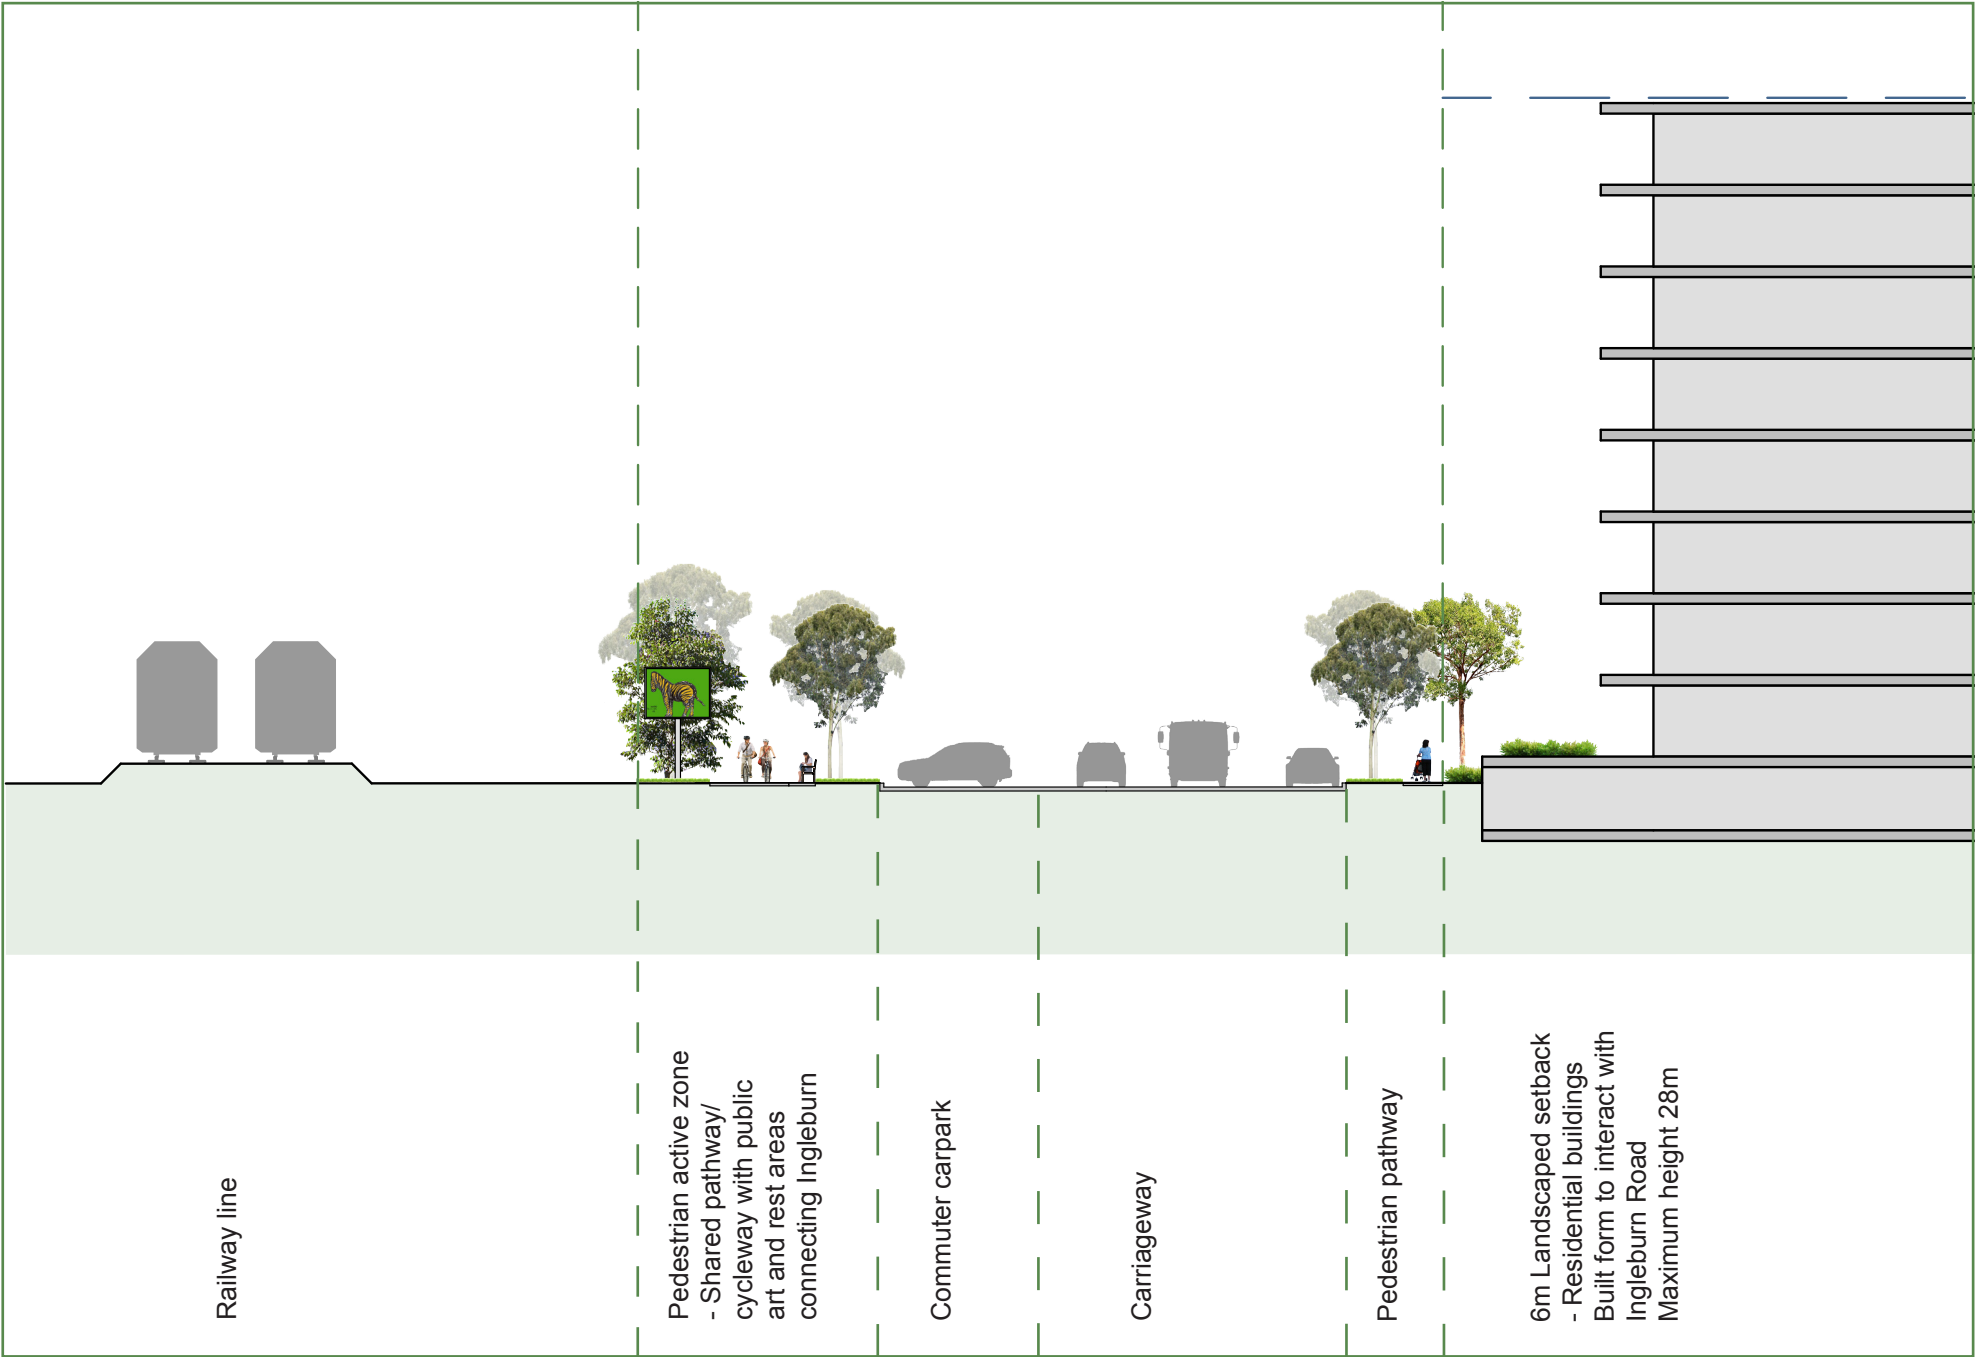 Railway line
Pedestrian active zone
- Shared pathway/
cycleway with public
art and rest areas
connecting Ingleburn
Commuter carpark
Carriageway
Pedestrian pathway
6m Landscaped setback
- Residential buildings
Built form to interact with
Ingleburn Road
Maximum height 28m